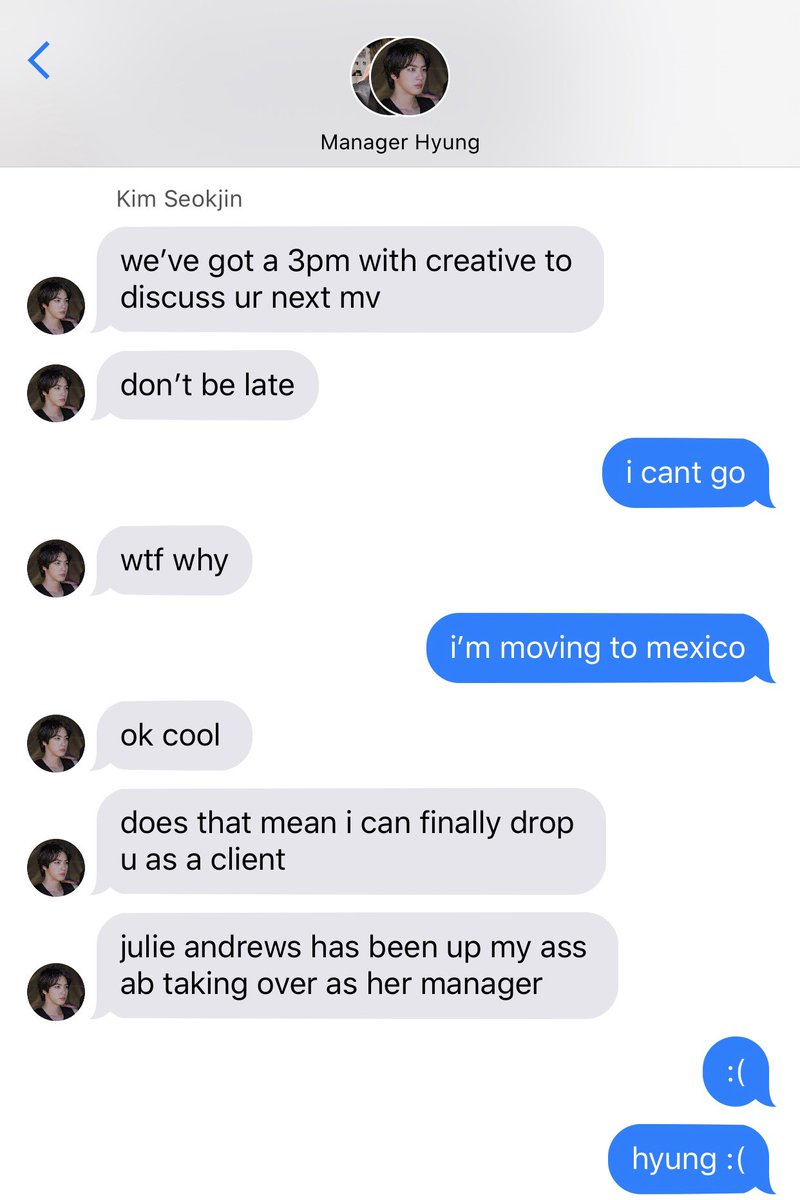 Manager Hyung
Kim Seokjin
we’ve got a 3pm with creative to
discuss ur next mv
don’t be late
i cant go
wtf why
i’m moving to mexico
ok cool
does that mean i can finally drop
u as a client
julie andrews has been up my ass
ab taking over as her manager
:(
hyung :(